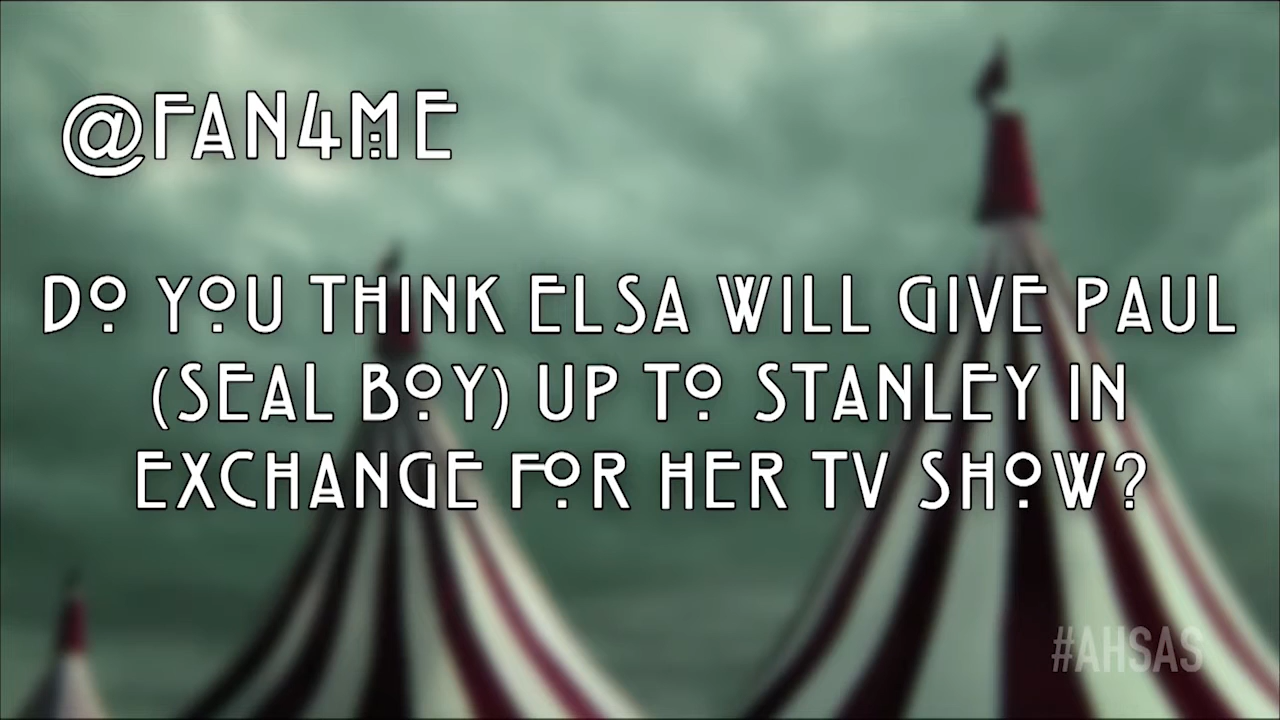 @FAN4ME
DO YOU THINK ELSA WILL GIVE PAUL
(SEAL BOY) UP TO STANLEY IN
EXCHANGE FOR HER TV SHOW?
#AHSAS